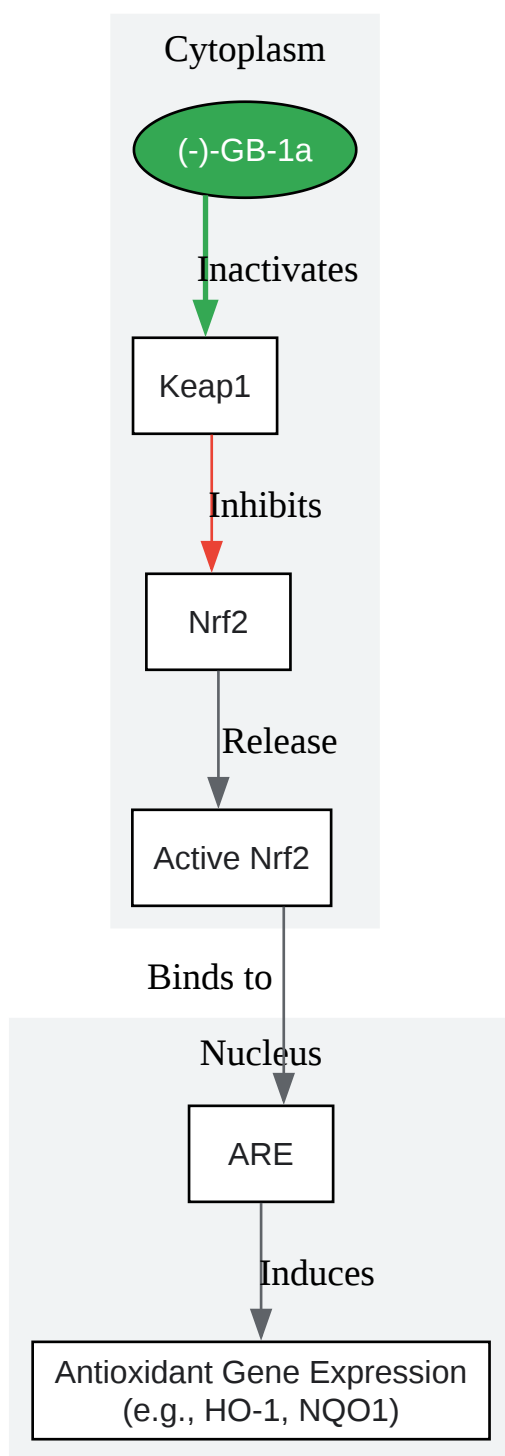 Cytoplasm
(-)-GB-1a
Inactivates
Keap1
Inhibits
Nrf2
Release
Active Nrf2
Binds to
Nucleus
ARE
Induces
Antioxidant Gene Expression
(e.g., HO-1, NQO1)